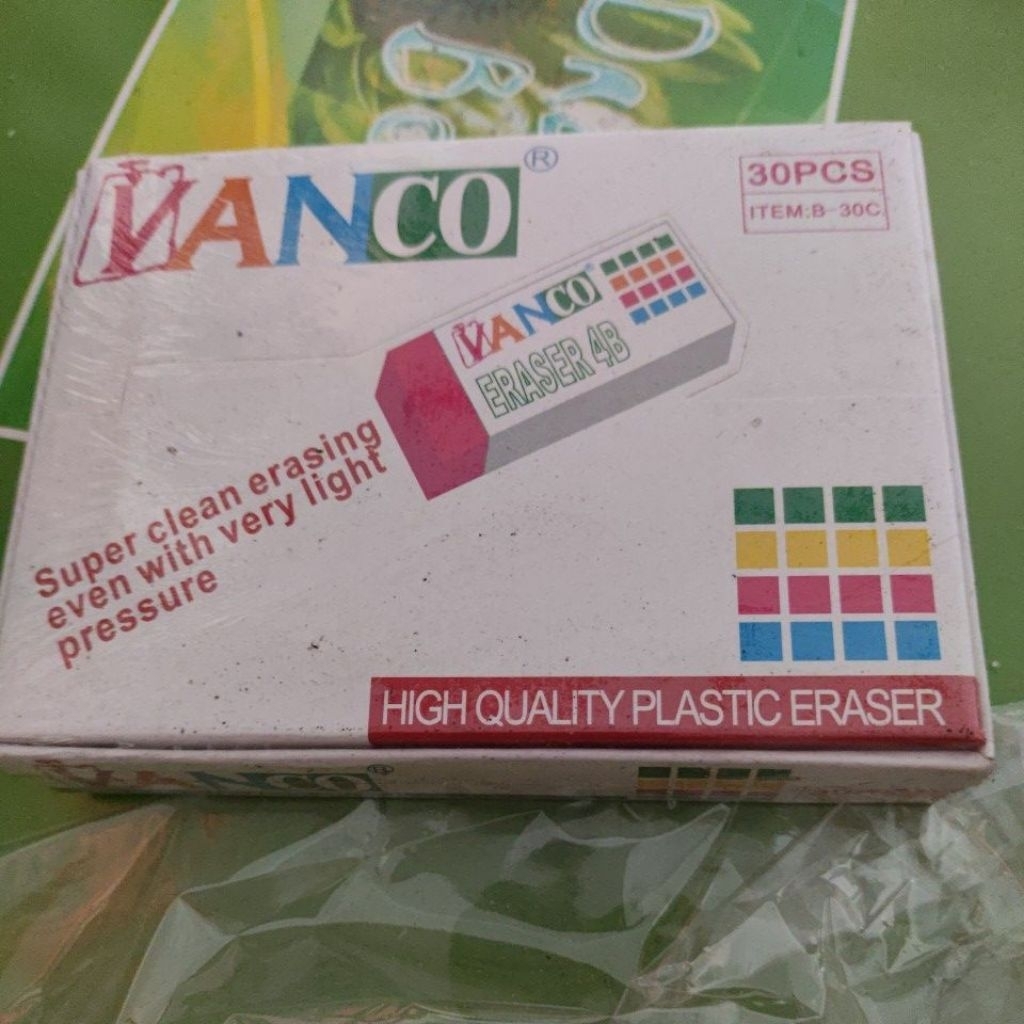 VANCO®
30PCS
ITEM:B-30C
VANCO
ERASER 4B
Super clean erasing
even with very light
pressure
HIGH QUALITY PLASTIC ERASER
VANCO®